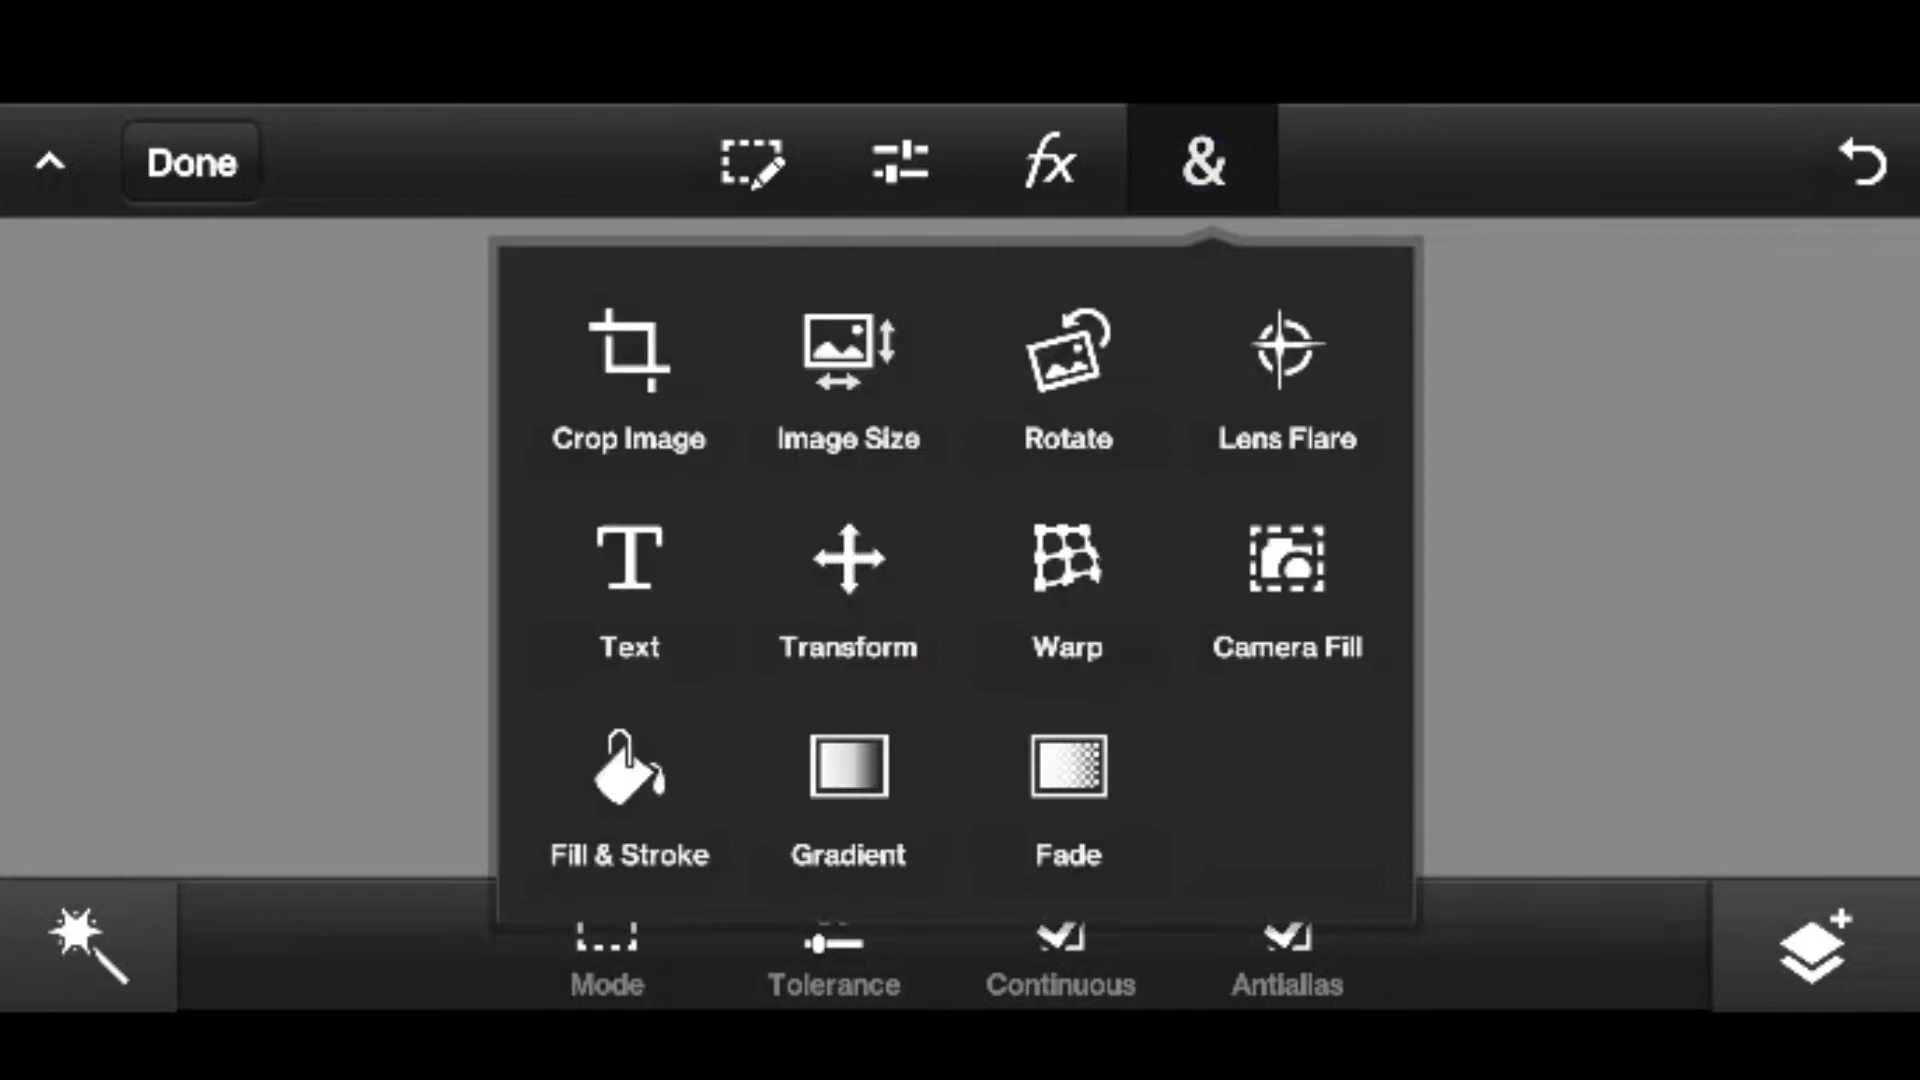 Done
fx
&
Crop Image
Image Size
Rotate
Lens Flare
Text
Transform
Warp
Camera Fill
Fill & Stroke
Gradient
Fade
Mode
Tolerance
Continuous
Antialias